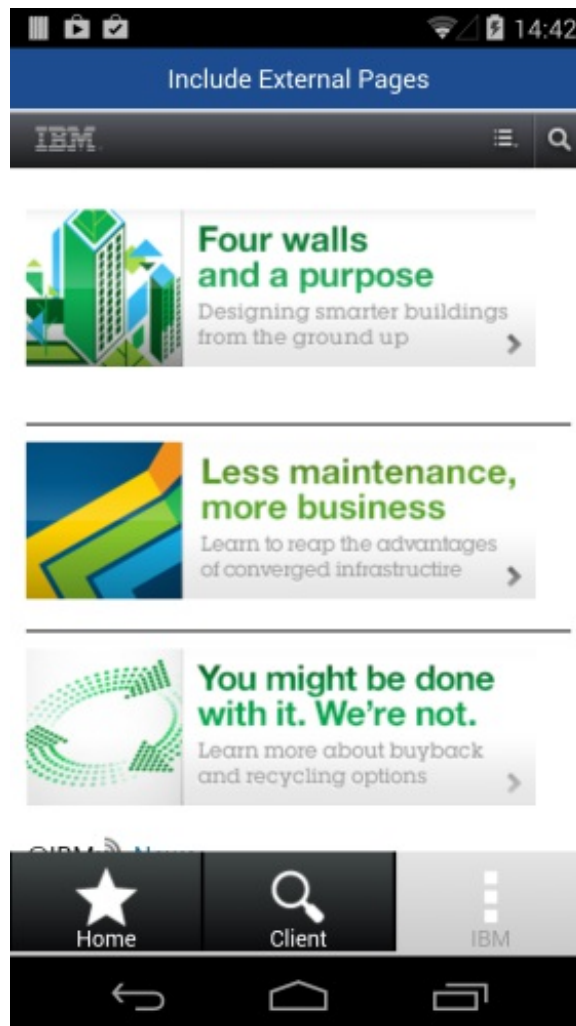 14:42
Include External Pages
IBM.
Four walls
and a purpose
Designing smarter buildings
from the ground up
Less maintenance,
more business
Learn to reap the advantages
of converged infrastructire
You might be done
with it. We're not.
Learn more about buyback
and recycling options
Home
Client
IBM